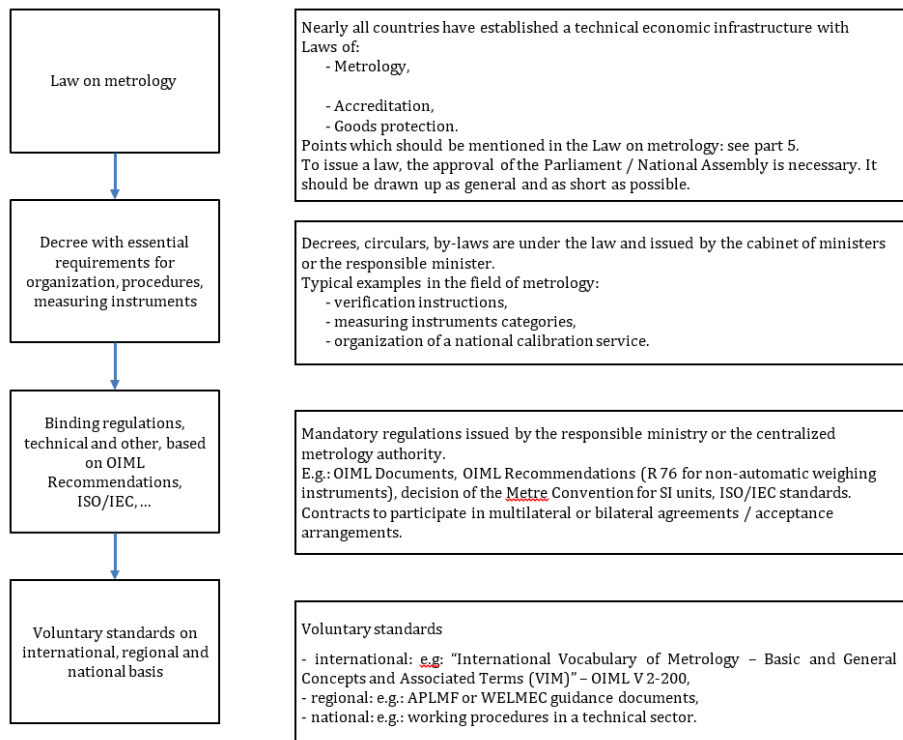 Law on metrology
Nearly all countries have established a technical economic infrastructure with
Laws of:
- Metrology,
- Accreditation,
- Goods protection.
Points which should be mentioned in the Law on metrology: see part 5.
To issue a law, the approval of the Parliament / National Assembly is necessary. It
should be drawn up as general and as short as possible.
Decree with essential
requirements for
organization, procedures,
measuring instruments
Decrees, circulars, by-laws are under the law and issued by the cabinet of ministers
or the responsible minister.
Typical examples in the field of metrology:
- verification instructions,
- measuring instruments categories,
- organization of a national calibration service.
Binding regulations,
technical and other, based
on OIML
Recommendations,
ISO/IEC, ...
Mandatory regulations issued by the responsible ministry or the centralized
metrology authority.
E.g.: OIML Documents, OIML Recommendations (R 76 for non-automatic weighing
instruments), decision of the Metre Convention for SI units, ISO/IEC standards.
Contracts to participate in multilateral or bilateral agreements / acceptance
arrangements.
Voluntary standards on
international, regional and
national basis
Voluntary standards
- international: e.g: “International Vocabulary of Metrology – Basic and General
Concepts and Associated Terms (VIM)” – OIML V 2-200,
- regional: e.g.: APLMF or WELMEC guidance documents,
- national: e.g.: working procedures in a technical sector.